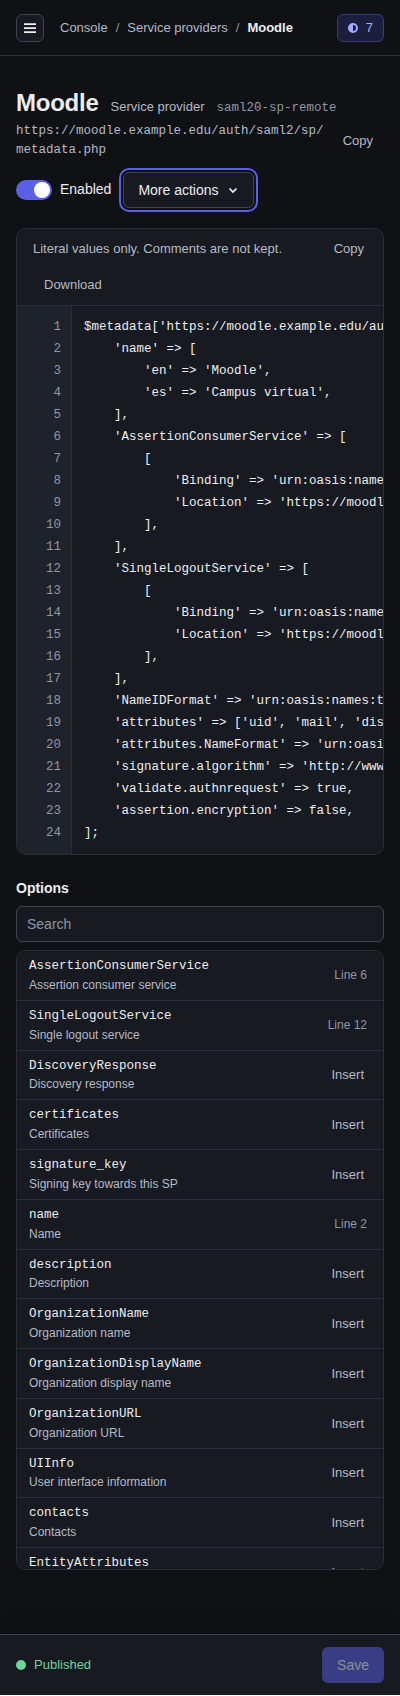 Console / Service providers / Moodle
7
Moodle Service provider saml20-sp-remote
https://moodle.example.edu/auth/saml2/sp/
metadata.php
Copy
Enabled
More actions
Literal values only. Comments are not kept.
Copy
Download
1 $metadata['https://moodle.example.edu/au
2 'name' => [
3 'en' => 'Moodle',
4 'es' => 'Campus virtual',
5 ],
6 'AssertionConsumerService' => [
7 [
8 'Binding' => 'urn:oasis:name
9 'Location' => 'https://moodl
10 ],
11 ],
12 'SingleLogoutService' => [
13 [
14 'Binding' => 'urn:oasis:name
15 'Location' => 'https://moodl
16 ],
17 ],
18 'NameIDFormat' => 'urn:oasis:names:t
19 'attributes' => ['uid', 'mail', 'dis
20 'attributes.NameFormat' => 'urn:oasi
21 'signature.algorithm' => 'http://www
22 'validate.authnrequest' => true,
23 'assertion.encryption' => false,
24 ];
Options
Search
AssertionConsumerService
Assertion consumer service
Line 6
SingleLogoutService
Single logout service
Line 12
DiscoveryResponse
Discovery response
Insert
certificates
Certificates
Insert
signature_key
Signing key towards this SP
Insert
name
Name
Line 2
description
Description
Insert
OrganizationName
Organization name
Insert
OrganizationDisplayName
Organization display name
Insert
OrganizationURL
Organization URL
Insert
UIInfo
User interface information
Insert
contacts
Contacts
Insert
EntityAttributes
Published
Save